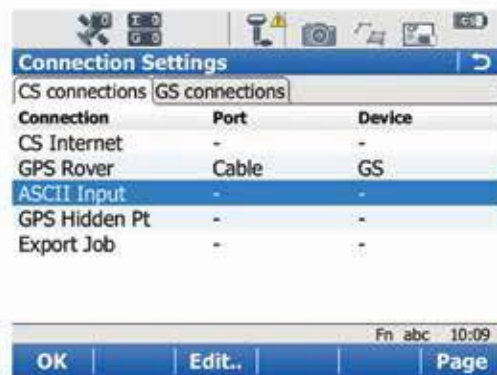 Connection Settings
CS connections GS connections
Connection Port Device
CS Internet - -
GPS Rover Cable GS
ASCII Input - -
GPS Hidden Pt - -
Export Job - -
Fn abc 10:09
OK Edit.. Page